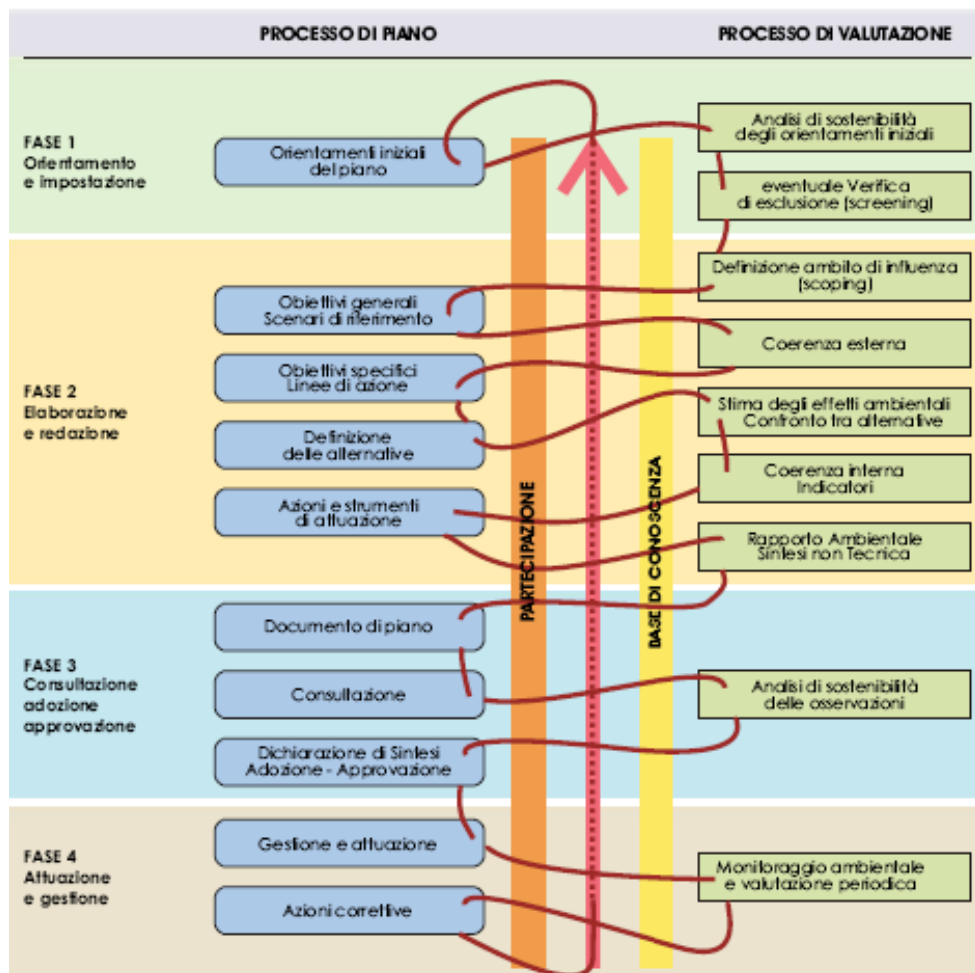 PROCESSO DI PIANO
PROCESSO DI VALUTAZIONE
FASE 1
Orientamento
e impostazione
Orientamenti iniziali
del piano
Analisi di sostenibilità
degli orientamenti iniziali
eventuale Verifica
di esclusione (screening)
FASE 2
Elaborazione
e redazione
Definizione ambito di influenza
(scoping)
Obiettivi generali
Scenari di riferimento
Coerenza esterna
Obiettivi specifici
Linee di azione
Stima degli effetti ambientali
Confronto tra alternative
Definizione
delle alternative
Coerenza interna
Indicatori
Azioni e strumenti
di attuazione
Rapporto Ambientale
Sintesi non Tecnica
PARTECIPAZIONE
BASE DI CONOSCENZA
FASE 3
Consultazione
adozione
approvazione
Documento di piano
Consultazione
Analisi di sostenibilità
delle osservazioni
Dichiarazione di Sintesi
Adozione - Approvazione
FASE 4
Attuazione
e gestione
Gestione e attuazione
Monitoraggio ambientale
e valutazione periodica
Azioni correttive